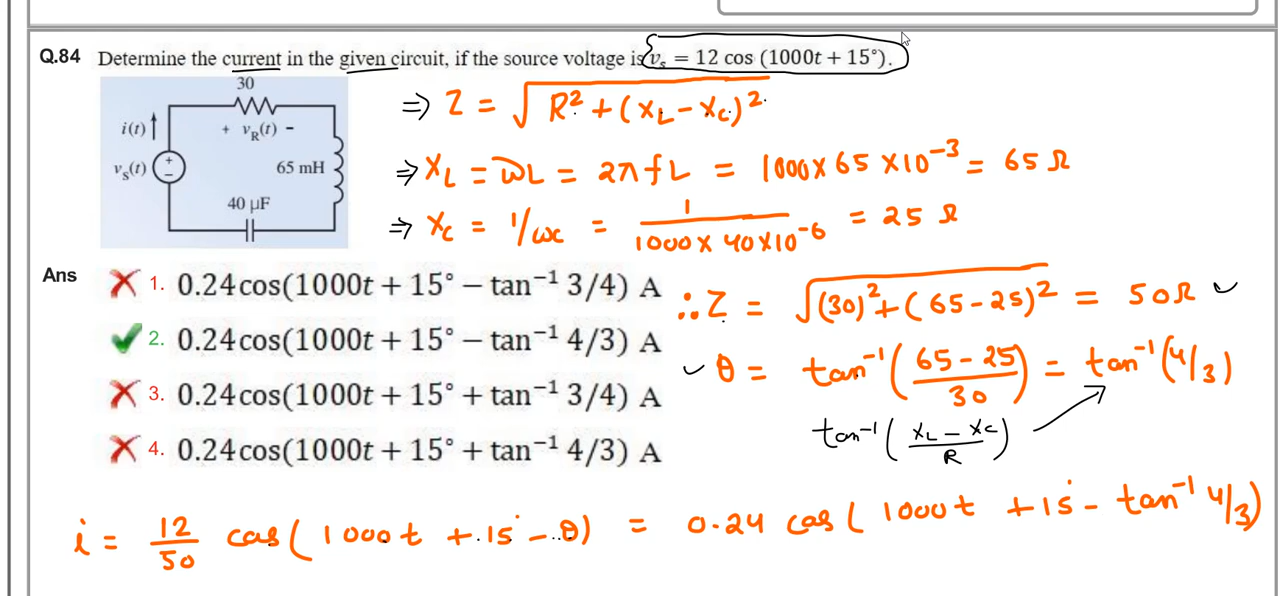 Q.84 Determine the current in the given circuit, if the source voltage is vₛ = 12 cos (1000t + 15°).
30
i(t)
+ v_R(t) -
vₛ(t)
+
−
65 mH
40 µF
⇒ Z = √(R² + (X_L - X_C)²)
⇒ X_L = ωL = 2πfL = 1000 × 65 × 10⁻³ = 65 Ω
⇒ X_C = 1/ωc = 1/(1000 × 40 × 10⁻⁶) = 25 Ω
Ans
1. 0.24cos(1000t + 15° − tan⁻¹ 3/4) A
2. 0.24cos(1000t + 15° − tan⁻¹ 4/3) A
3. 0.24cos(1000t + 15° + tan⁻¹ 3/4) A
4. 0.24cos(1000t + 15° + tan⁻¹ 4/3) A
∴ Z = √((30)² + (65-25)²) = 50Ω
θ = tan⁻¹((65-25)/30) = tan⁻¹(4/3)
tan⁻¹((X_L - X_C)/R)
i = 12/50 cos(1000t + 15° - θ) = 0.24 cos(1000t + 15° - tan⁻¹ 4/3)